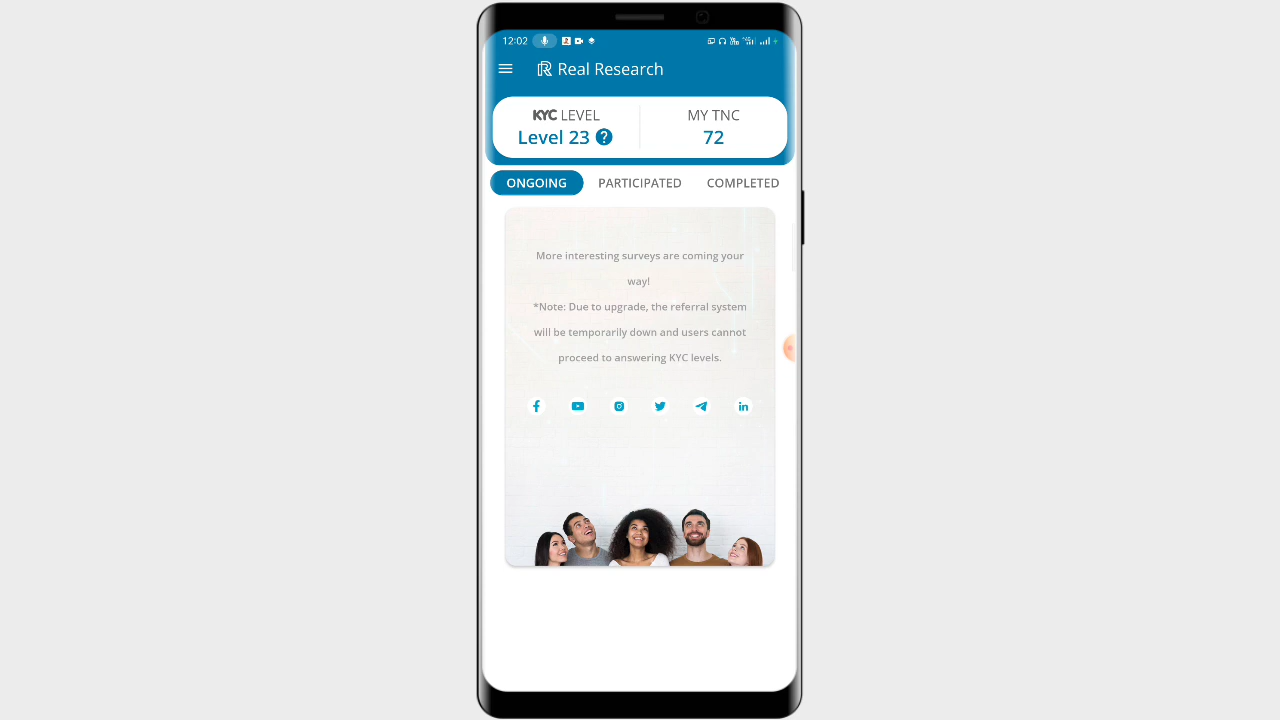 12:02
Real Research
KYC LEVEL
Level 23
MY TNC
72
ONGOING
PARTICIPATED
COMPLETED
More interesting surveys are coming your
way!
*Note: Due to upgrade, the referral system
will be temporarily down and users cannot
proceed to answering KYC levels.